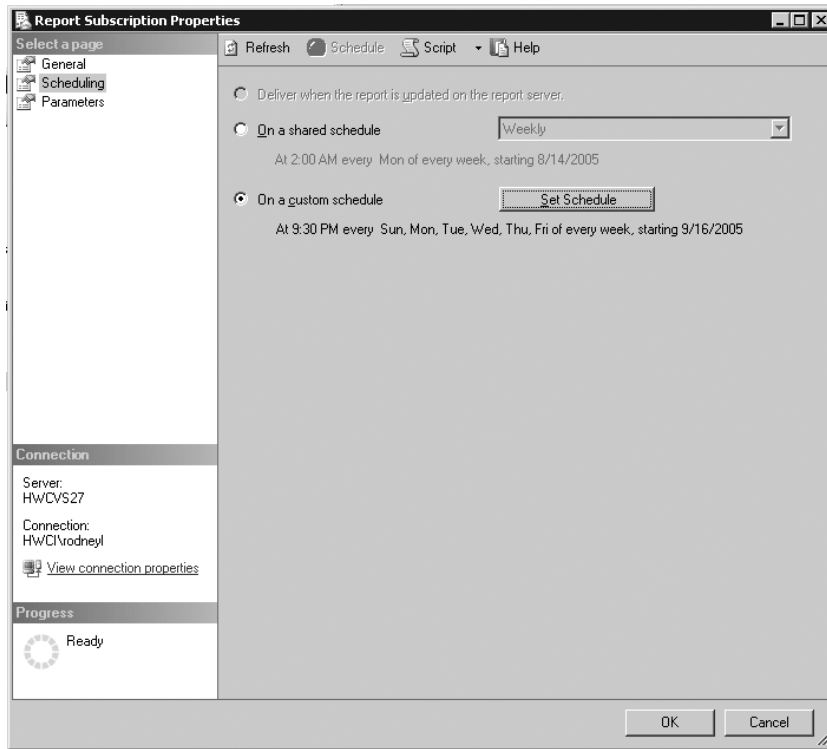 Report Subscription Properties
Select a page
General
Scheduling
Parameters
Refresh Schedule Script Help
Deliver when the report is updated on the report server.
On a shared schedule Weekly
At 2:00 AM every Mon of every week, starting 8/14/2005
On a custom schedule Set Schedule
At 9:30 PM every Sun, Mon, Tue, Wed, Thu, Fri of every week, starting 9/16/2005
Connection
Server:
HWCVS27
Connection:
HWCI\rodneyl
View connection properties
Progress
Ready
OK Cancel